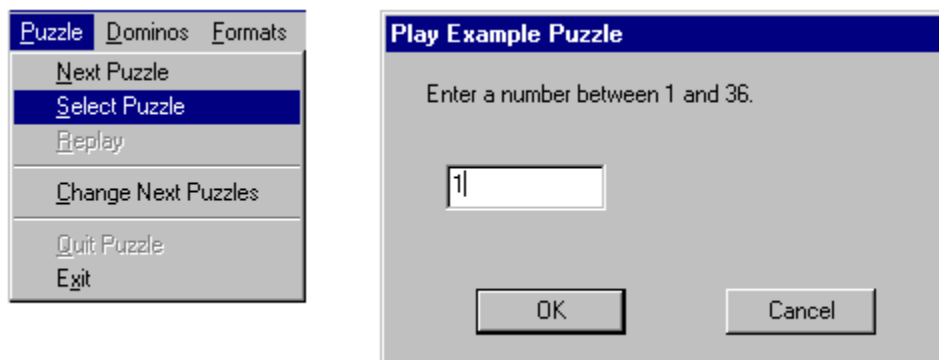 Puzzle Dominos Formats
Next Puzzle
Select Puzzle
Replay
Change Next Puzzles
Quit Puzzle
Exit
Play Example Puzzle
Enter a number between 1 and 36.
1
OK Cancel